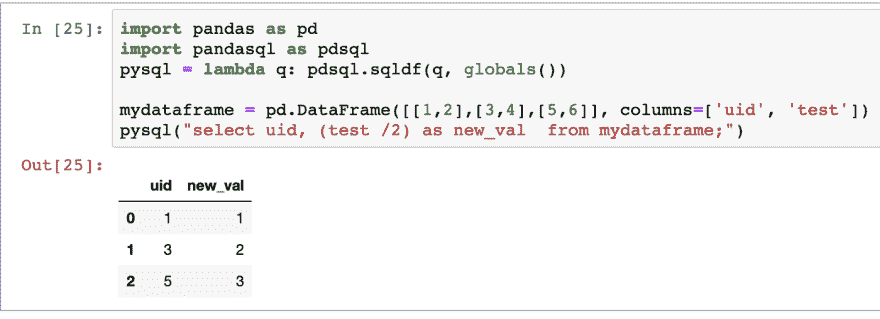 In [25]: import pandas as pd
import pandasql as pdsql
pysql = lambda q: pdsql.sqldf(q, globals())
mydataframe = pd.DataFrame([[1,2],[3,4],[5,6]], columns=['uid', 'test'])
pysql("select uid, (test /2) as new_val  from mydataframe;")
Out[25]:
uid new_val
0 1 1
1 3 2
2 5 3